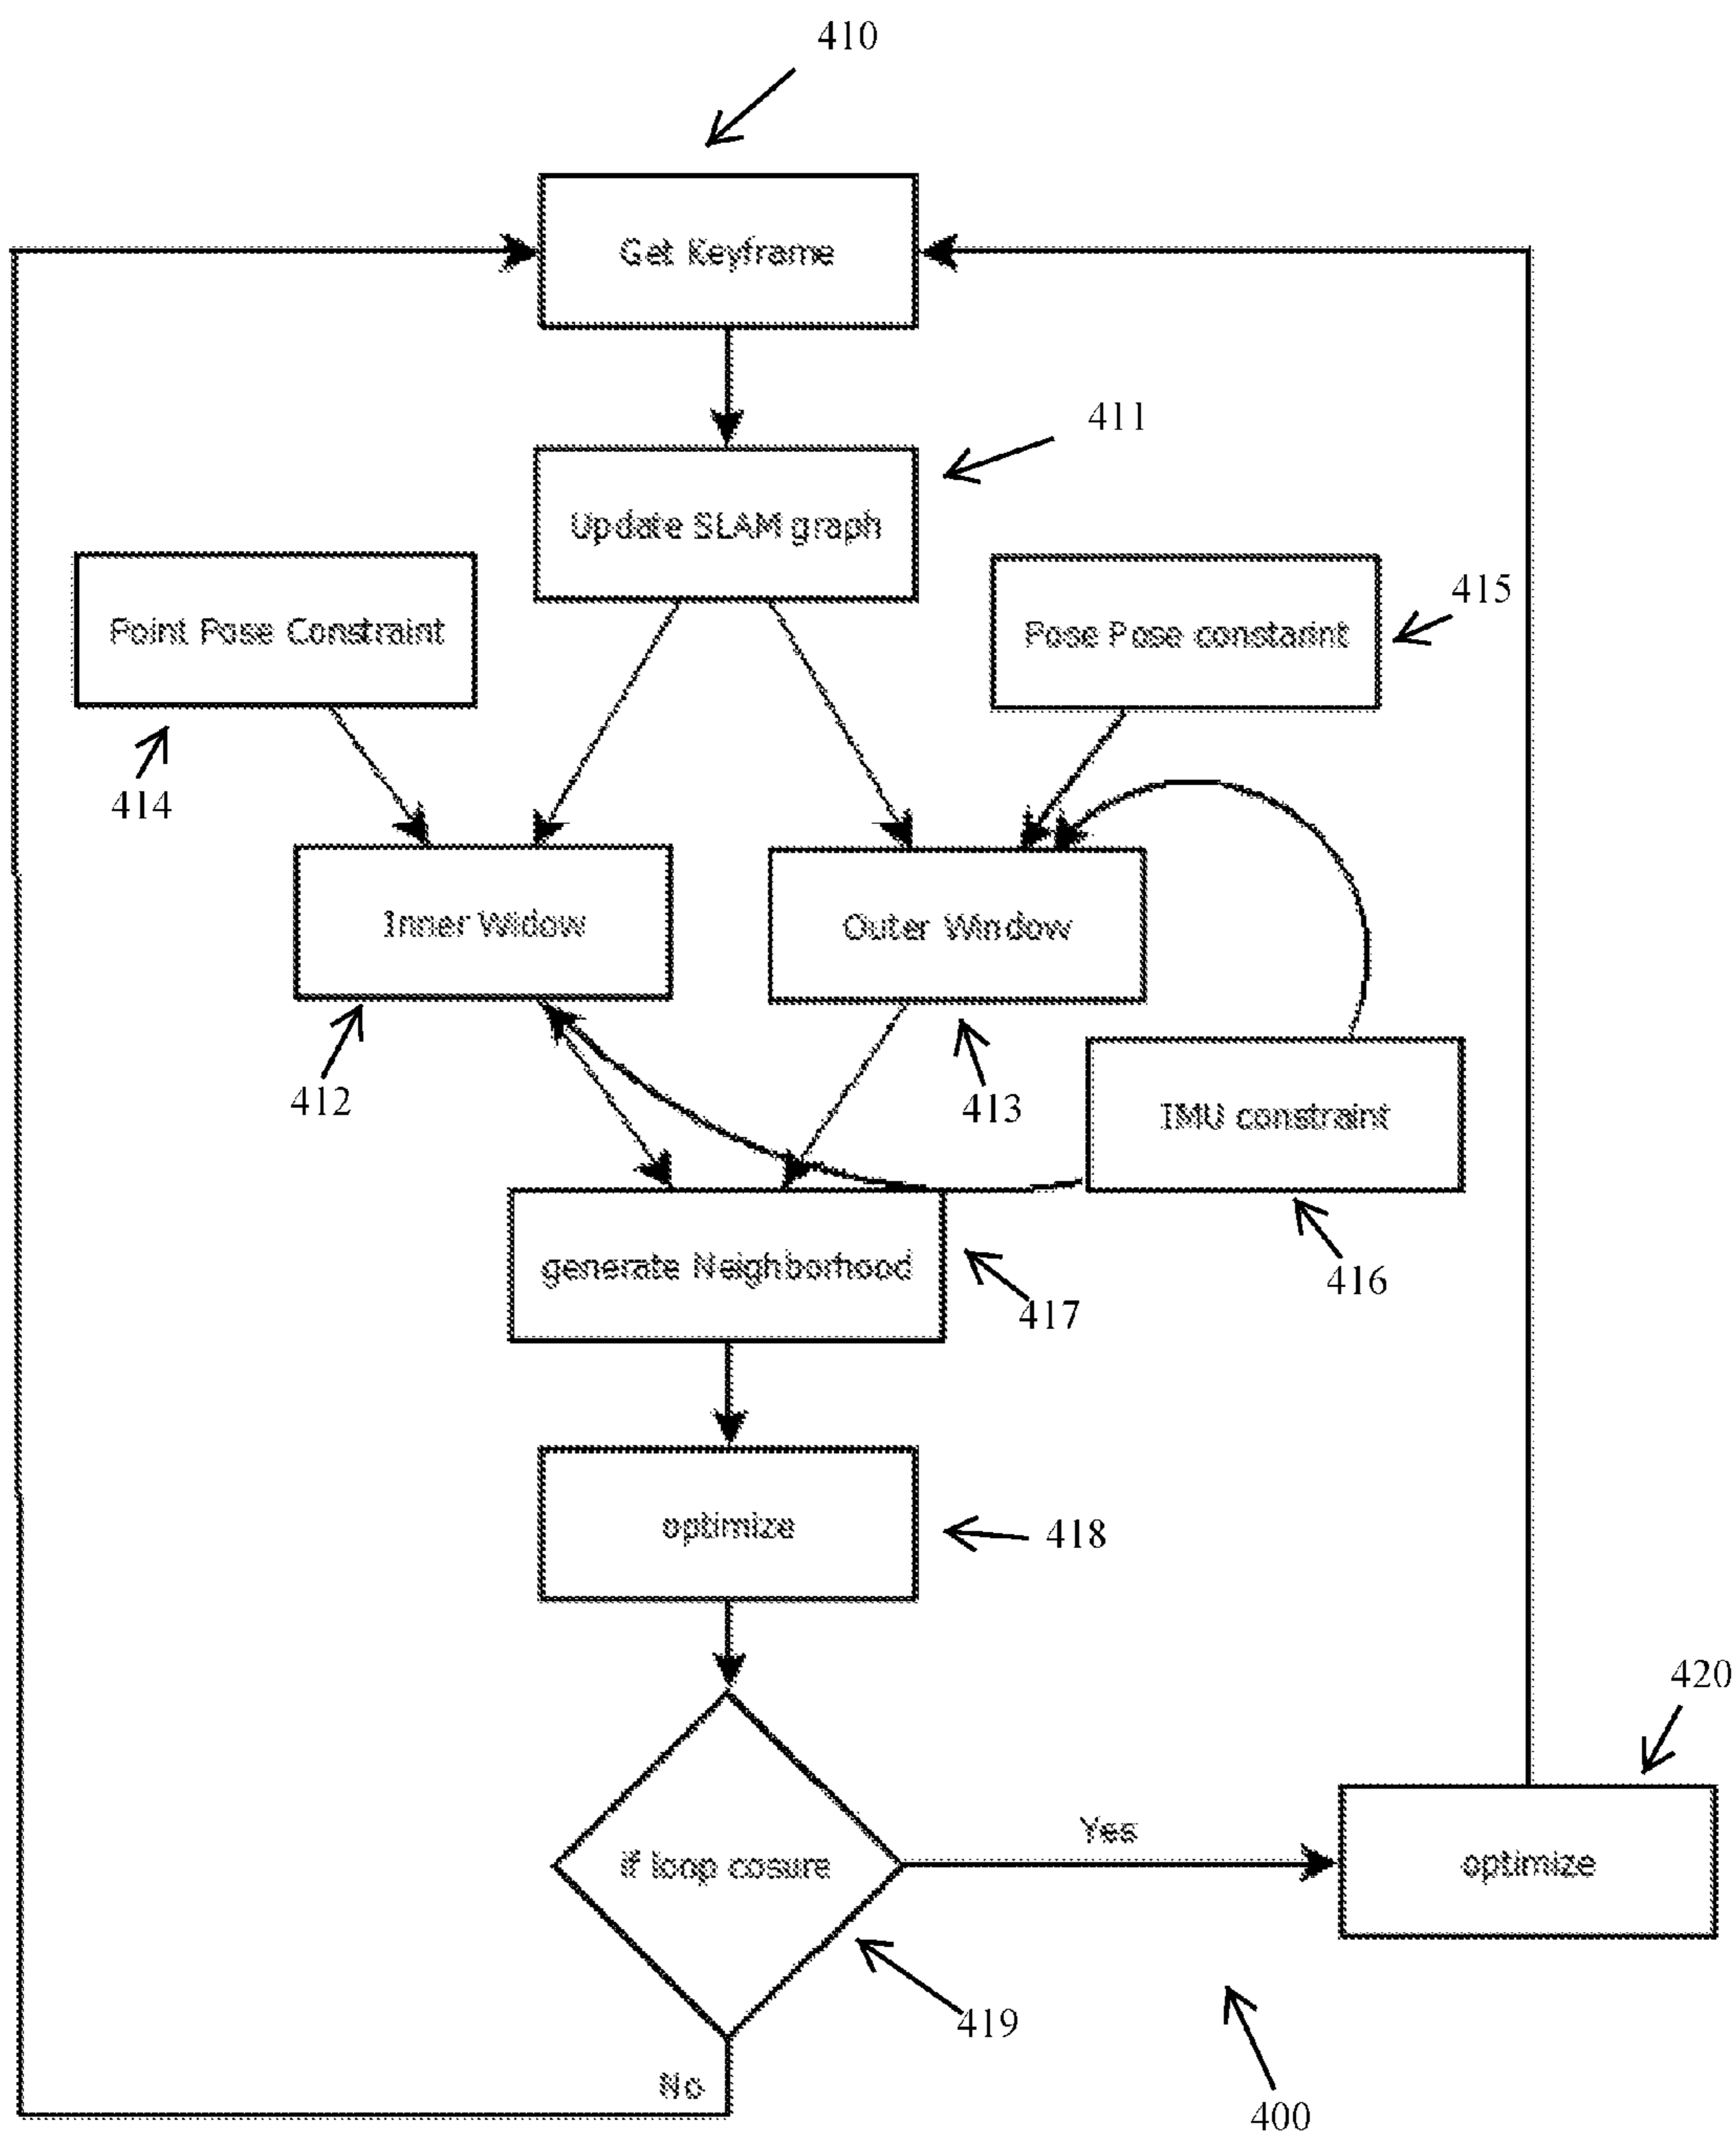 410
Get Keyframe
411
Update SLAM graph
415
Point Pose Constraint
Pose Pose constarint
414
Inner Widow
Outer Window
412
413
IMU constraint
416
generate Neighborhood
417
optimize
418
420
Yes
if loop cosure
optimize
419
No
400